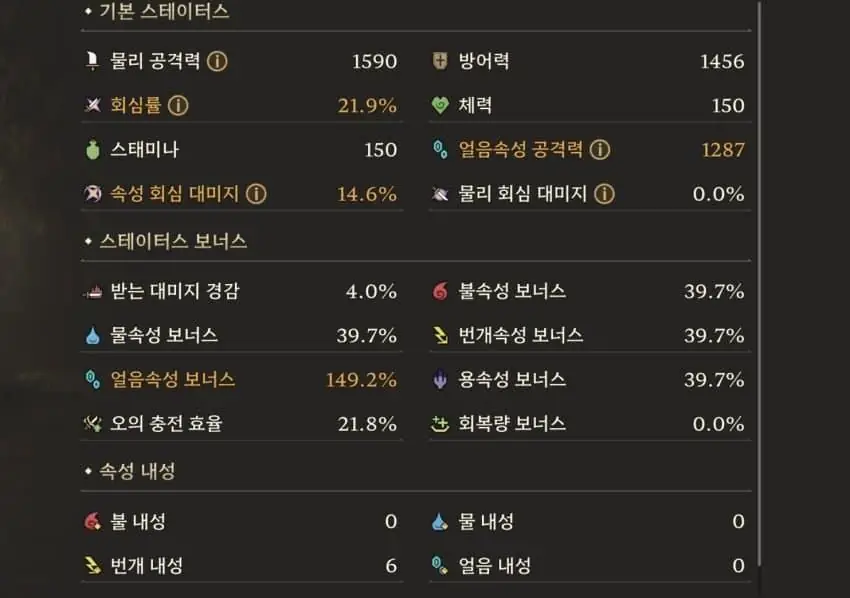 기본 스테이터스
물리 공격력 1590 방어력 1456
회심률 21.9% 체력 150
스태미나 150 얼음속성 공격력 1287
속성 회심 대미지 14.6% 물리 회심 대미지 0.0%
스테이터스 보너스
받는 대미지 경감 4.0% 불속성 보너스 39.7%
물속성 보너스 39.7% 번개속성 보너스 39.7%
얼음속성 보너스 149.2% 용속성 보너스 39.7%
오의 충전 효율 21.8% 회복량 보너스 0.0%
속성 내성
불 내성 0 물 내성 0
번개 내성 6 얼음 내성 0